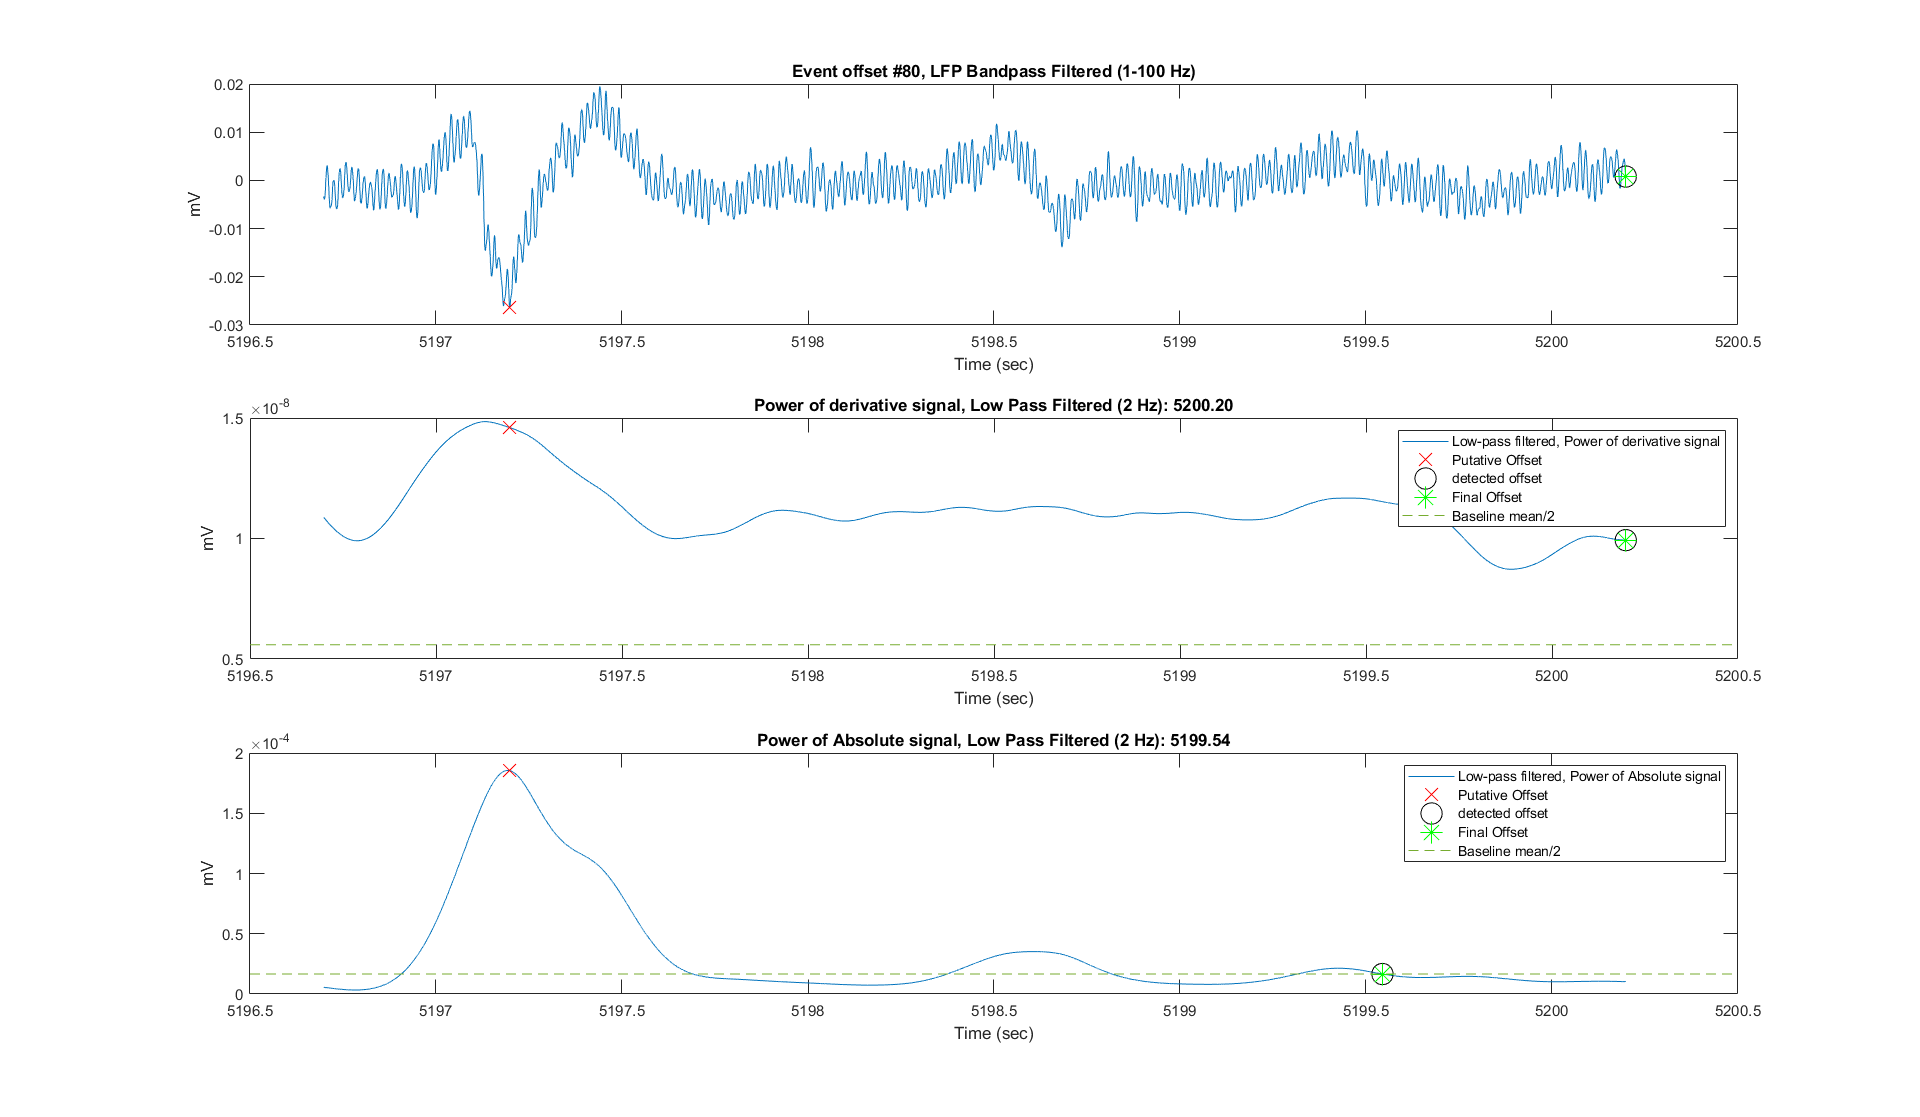 Event offset #80, LFP Bandpass Filtered (1-100 Hz)
0.02
0.01
0
-0.01
-0.02
-0.03
mV
5196.5 5197 5197.5 5198 5198.5 5199 5199.5 5200 5200.5
Time (sec)
Power of derivative signal, Low Pass Filtered (2 Hz): 5200.20
×10-8
1.5
1
0.5
mV
Low-pass filtered, Power of derivative signal
Putative Offset
detected offset
Final Offset
Baseline mean/2
5196.5 5197 5197.5 5198 5198.5 5199 5199.5 5200 5200.5
Time (sec)
Power of Absolute signal, Low Pass Filtered (2 Hz): 5199.54
×10-4
2
1.5
1
0.5
0
mV
Low-pass filtered, Power of Absolute signal
Putative Offset
detected offset
Final Offset
Baseline mean/2
5196.5 5197 5197.5 5198 5198.5 5199 5199.5 5200 5200.5
Time (sec)